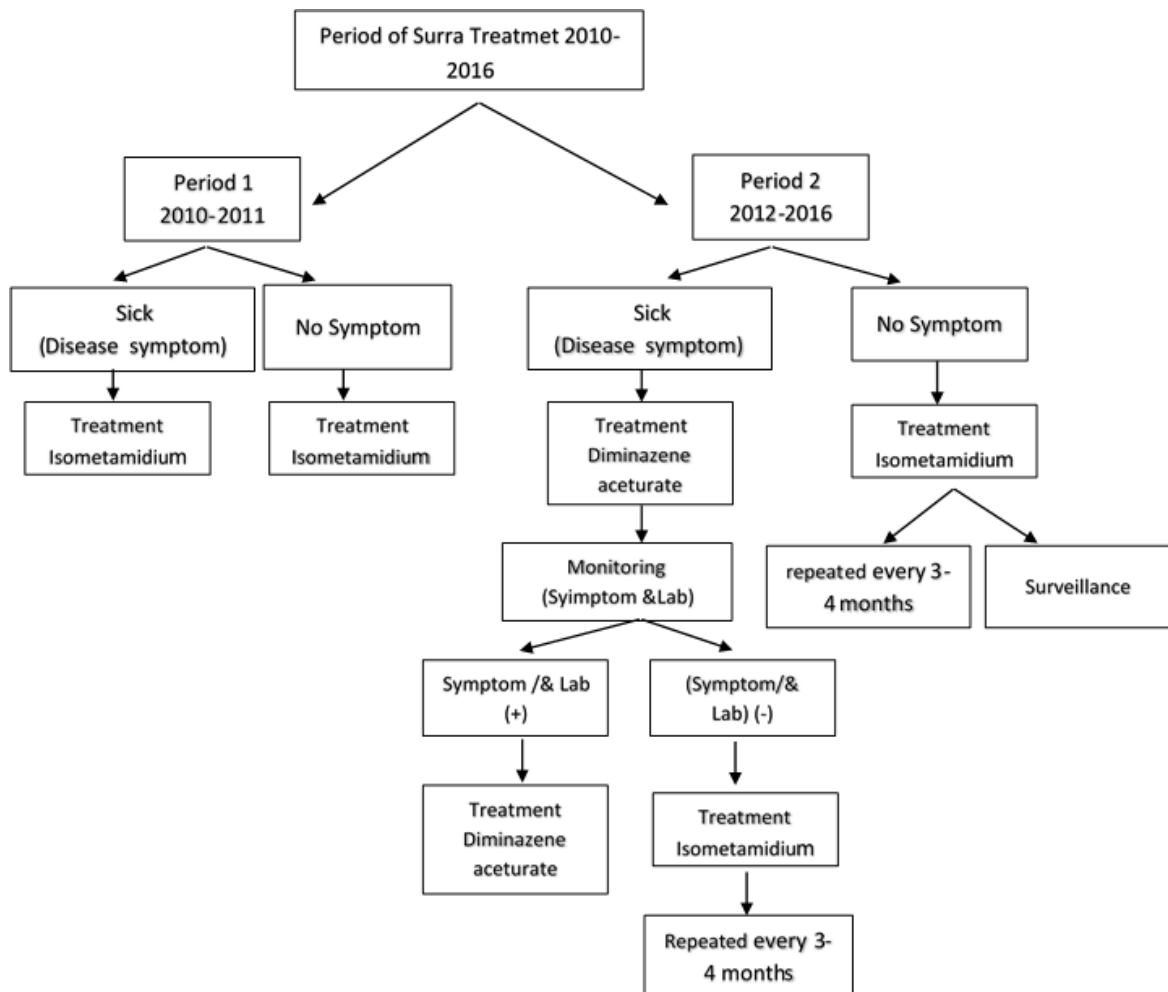 Period of Surra Treatmet 2010-
2016
Period 1
2010-2011
Period 2
2012-2016
Sick
(Disease symptom)
No Symptom
Sick
(Disease symptom)
No Symptom
Treatment
Isometamidium
Treatment
Isometamidium
Treatment
Diminazene
aceturate
Treatment
Isometamidium
Monitoring
(Syimptom &Lab)
repeated every 3-
4 months
Surveillance
Symptom /& Lab
(+)
(Symptom/&
Lab) (-)
Treatment
Diminazene
aceturate
Treatment
Isometamidium
Repeated every 3-
4 months